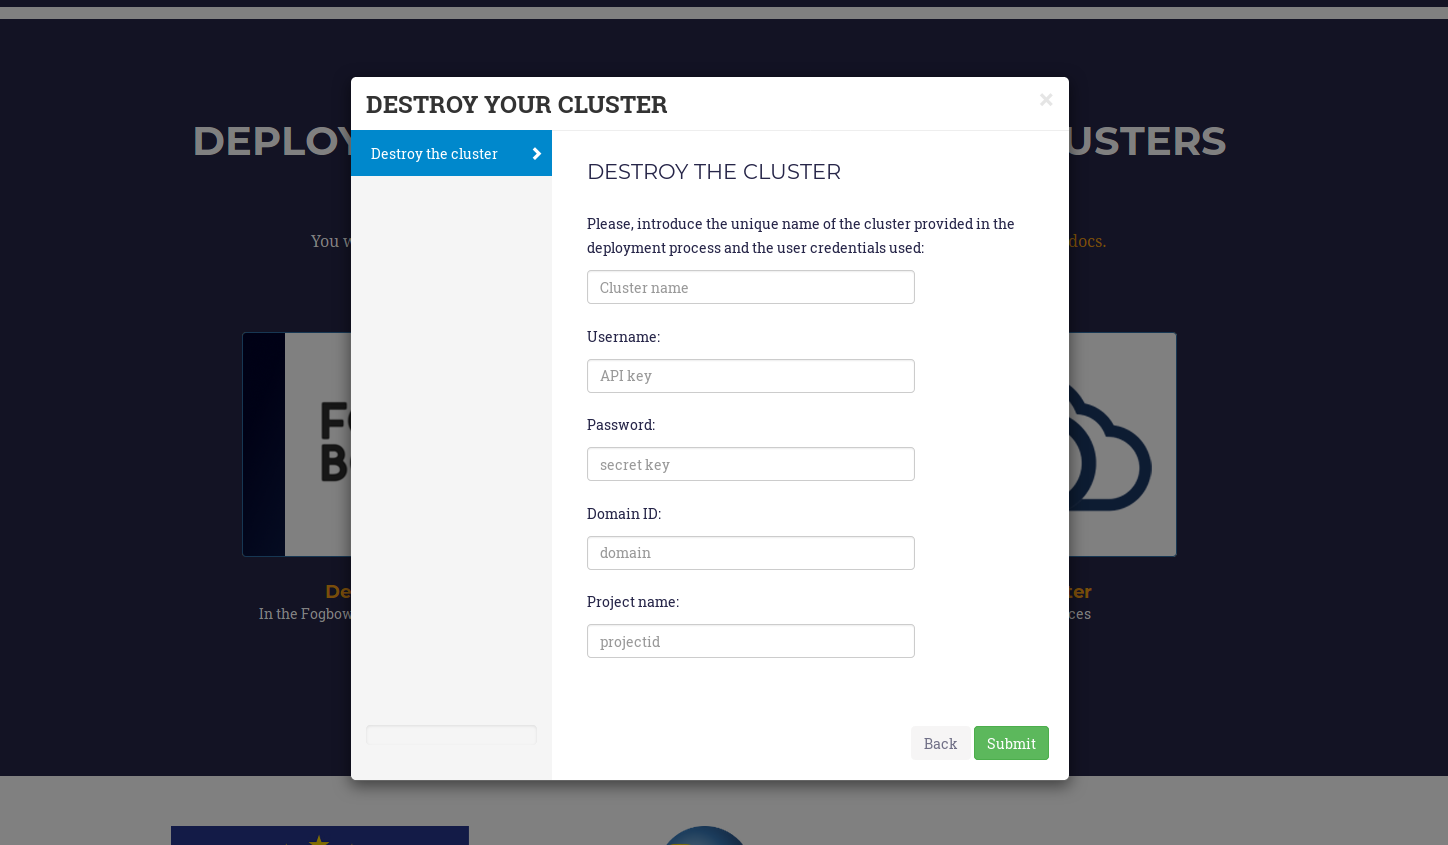 DESTROY YOUR CLUSTER
×
Destroy the cluster
DESTROY THE CLUSTER
Please, introduce the unique name of the cluster provided in the
deployment process and the user credentials used:
Cluster name
Username:
API key
Password:
secret key
Domain ID:
domain
Project name:
projectid
Back
Submit
DEPLOY
USTERS
You w
docs.
FO
BO
De
ter
In the Fogbow
ces